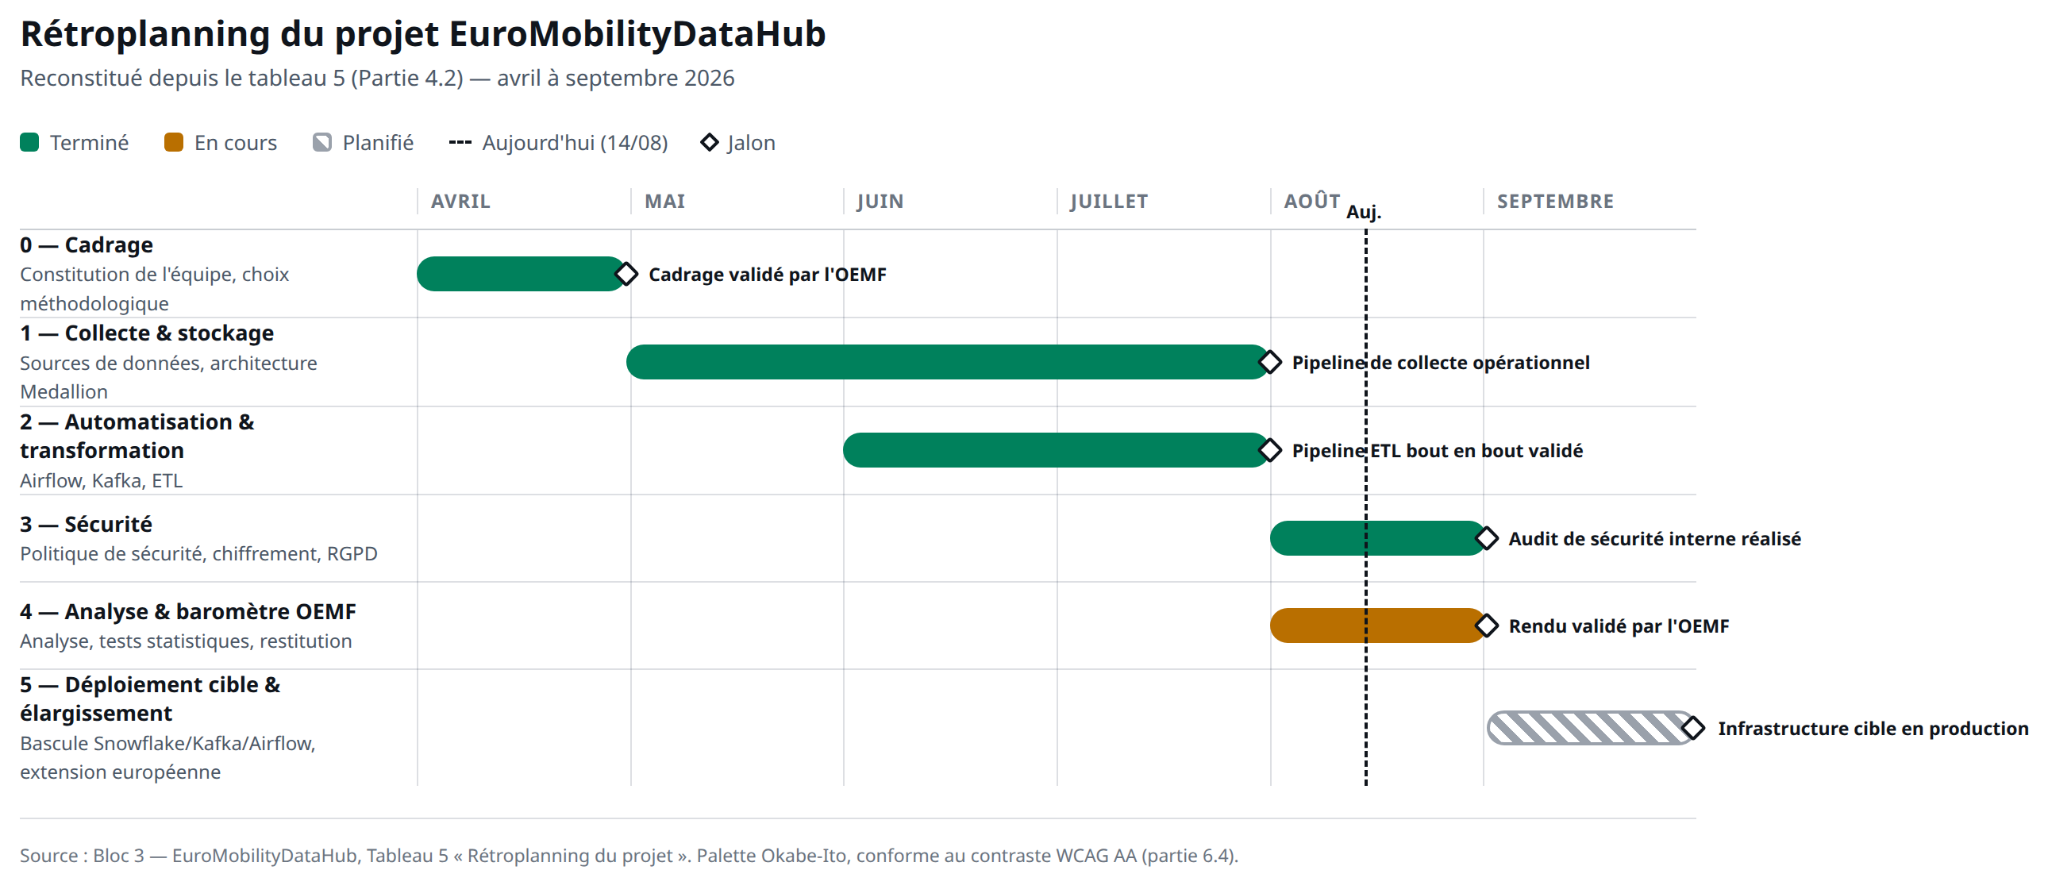 Rétroplanning du projet EuroMobilityDataHub
Reconstitué depuis le tableau 5 (Partie 4.2) — avril à septembre 2026
Terminé
En cours
Planifié
Aujourd'hui (14/08)
Jalon
AVRIL
MAI
JUIN
JUILLET
AOÛT
SEPTEMBRE
Auj.
0 — Cadrage
Constitution de l'équipe, choix
méthodologique
Cadrage validé par l'OEMF
1 — Collecte & stockage
Sources de données, architecture
Medallion
Pipeline de collecte opérationnel
2 — Automatisation &
transformation
Airflow, Kafka, ETL
Pipeline ETL bout en bout validé
3 — Sécurité
Politique de sécurité, chiffrement, RGPD
Audit de sécurité interne réalisé
4 — Analyse & baromètre OEMF
Analyse, tests statistiques, restitution
Rendu validé par l'OEMF
5 — Déploiement cible &
élargissement
Bascule Snowflake/Kafka/Airflow,
extension européenne
Infrastructure cible en production
Source : Bloc 3 — EuroMobilityDataHub, Tableau 5 « Rétroplanning du projet ». Palette Okabe-Ito, conforme au contraste WCAG AA (partie 6.4).